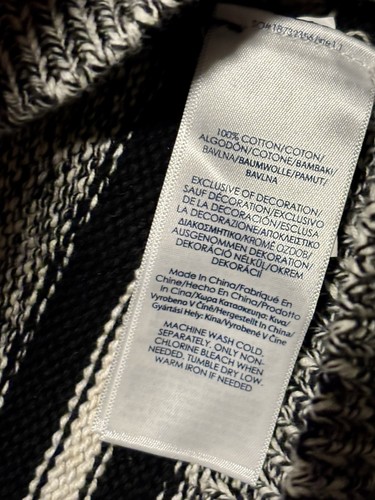 100% COTTON/COTON/
ALGODÓN/COTONE/BAMBAKI/
BAVLNA/BAUMWOLLE/PAMUT/
BAVLNA
EXCLUSIVE OF DECORATION/
SAUF DÉCORATION/EXCLUSIVO
DE LA DECORACIÓN/ESCLUSA
LA DECORAZIONE/ΑΠΟΚΛΕΙΣΤΙΚΟ
ΔΙΑΚΟΣΜΗΤΙΚΟ/KROMĚ OZDOB/
AUSGENOMMEN DEKORATION/
DEKORÁCIÓ NÉLKÜL/OKREM
DEKORÁCIÍ
Made In China/Fabriqué En
Chine/Hecho En China/Prodotto
In Cina/Χωρα Κατασκευησ: Κινα/
Vyrobeno V Číně/Hergestellt In China/
Gyártási Hely: Kína/Vyrobené V Číne
MACHINE WASH COLD,
SEPARATELY. ONLY NON-
CHLORINE BLEACH WHEN
NEEDED. TUMBLE DRY LOW.
WARM IRON IF NEEDED